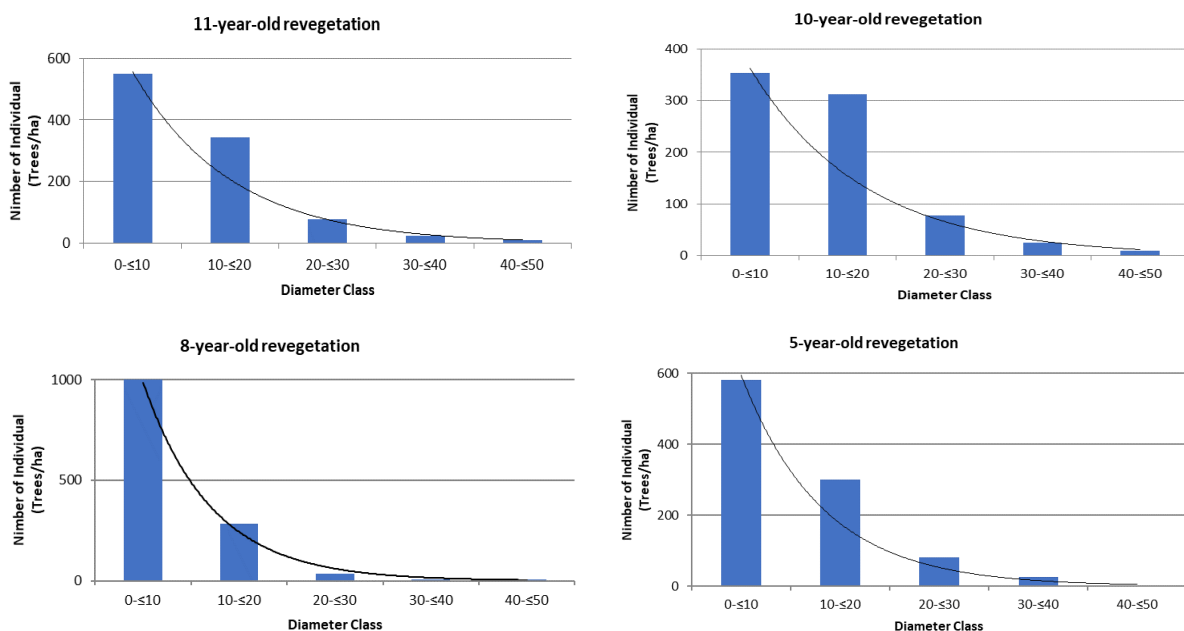 11-year-old revegetation
Nimber of Individual
(Trees/ha)
600
400
200
0
0-≤10 10-≤20 20-≤30 30-≤40 40-≤50
Diameter Class
10-year-old revegetation
Nimber of Individual
(Trees/ha)
400
300
200
100
0
0-≤10 10-≤20 20-≤30 30-≤40 40-≤50
Diameter Class
8-year-old revegetation
Nimber of Individual
(Trees/ha)
1000
500
0
0-≤10 10-≤20 20-≤30 30-≤40 40-≤50
Diameter Class
5-year-old revegetation
Nimber of Individual
(Trees/ha)
600
400
200
0
0-≤10 10-≤20 20-≤30 30-≤40 40-≤50
Diameter Class